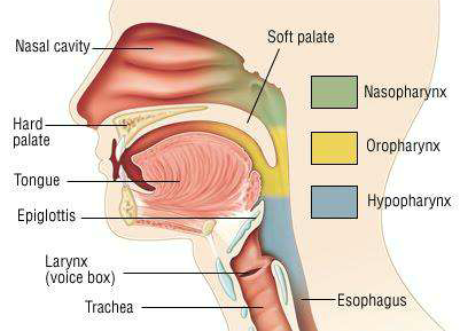 Nasal cavity
Soft palate
Nasopharynx
Hard
palate
Oropharynx
Tongue
Hypopharynx
Epiglottis
Larynx
(voice box)
Trachea
Esophagus